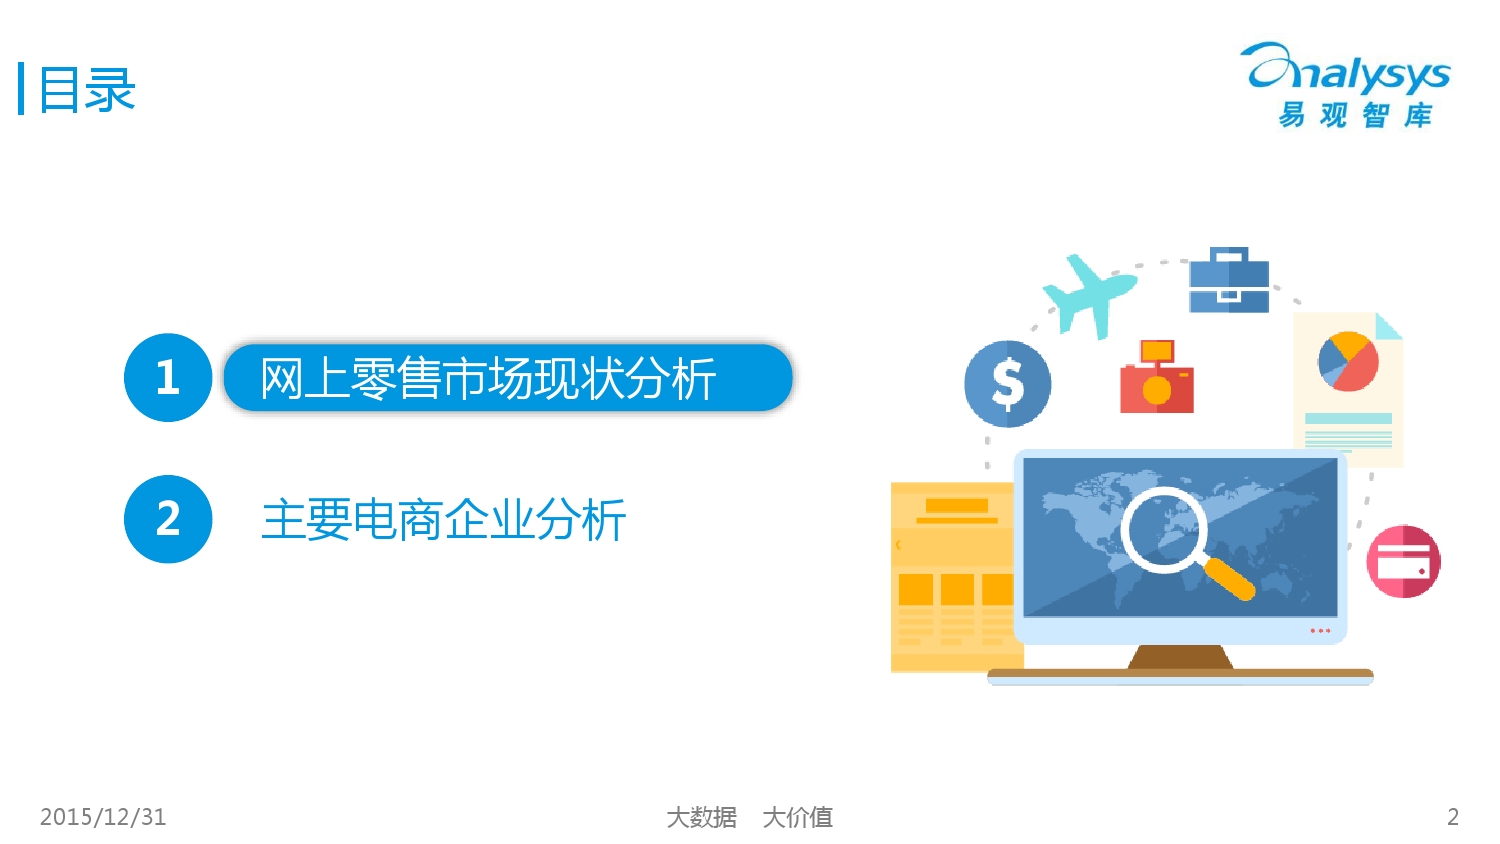 目录
analysys
易观智库
1 网上零售市场现状分析
2 主要电商企业分析
$
2015/12/31 大数据 大价值 2